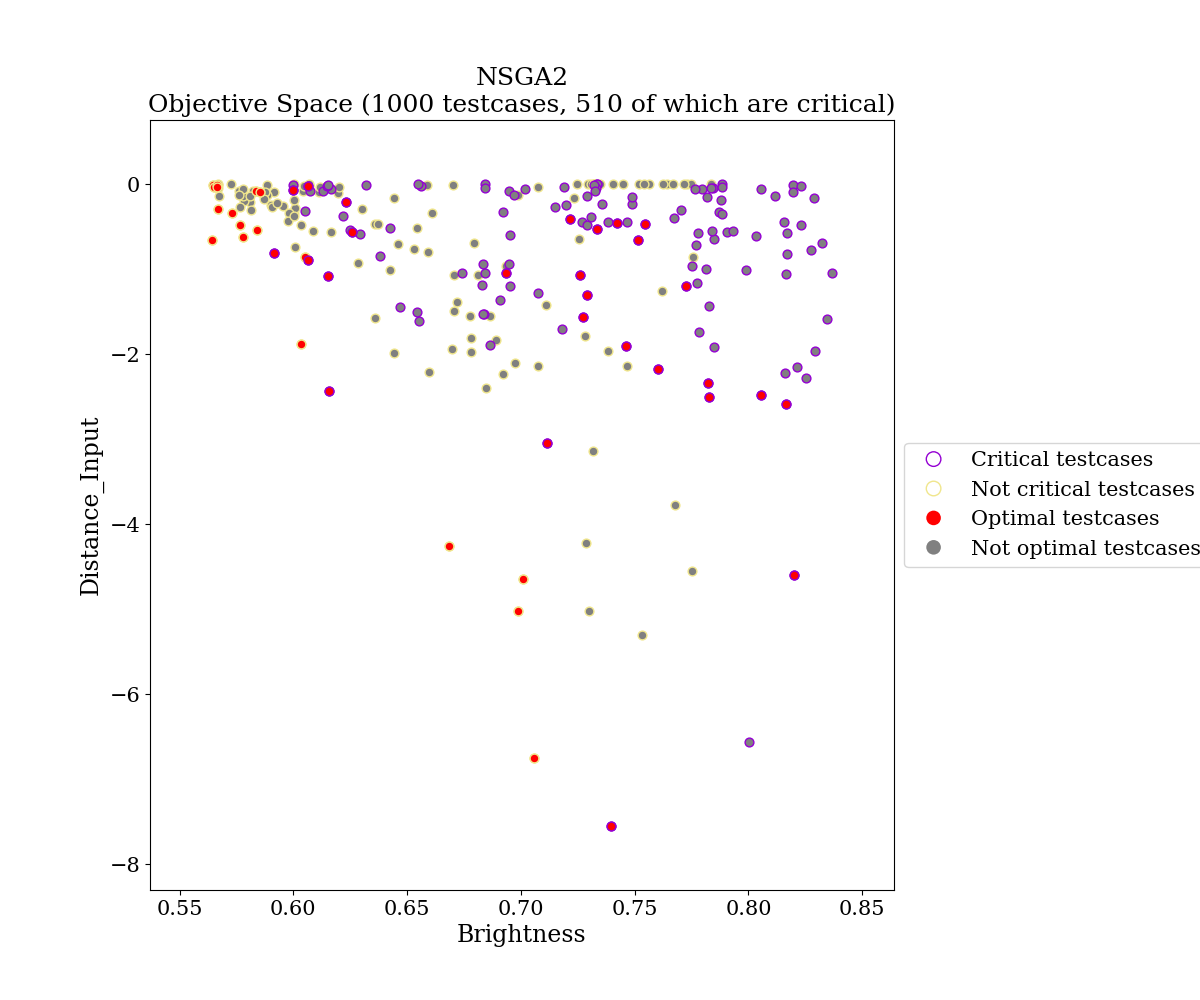 NSGA2
Objective Space (1000 testcases, 510 of which are critical)
0
−2
−4
−6
−8
Distance_Input
0.55 0.60 0.65 0.70 0.75 0.80 0.85
Brightness
Critical testcases
Not critical testcases
Optimal testcases
Not optimal testcases